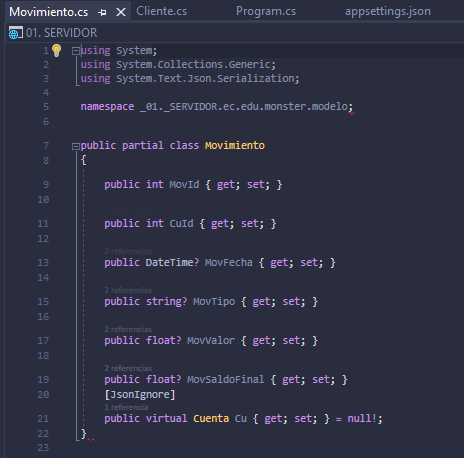 Movimiento.cs
Cliente.cs
Program.cs
appsettings.json
01. SERVIDOR
1 using System;
2 using System.Collections.Generic;
3 using System.Text.Json.Serialization;
4
5 namespace _01._SERVIDOR.ec.edu.monster.modelo;
6
7 public partial class Movimiento
8 {
9 public int MovId { get; set; }
10
11 public int CuId { get; set; }
12
2 referencias
13 public DateTime? MovFecha { get; set; }
14
2 referencias
15 public string? MovTipo { get; set; }
16
2 referencias
17 public float? MovValor { get; set; }
18
2 referencias
19 public float? MovSaldoFinal { get; set; }
20 [JsonIgnore]
1 referencia
21 public virtual Cuenta Cu { get; set; } = null!;
22 }
23